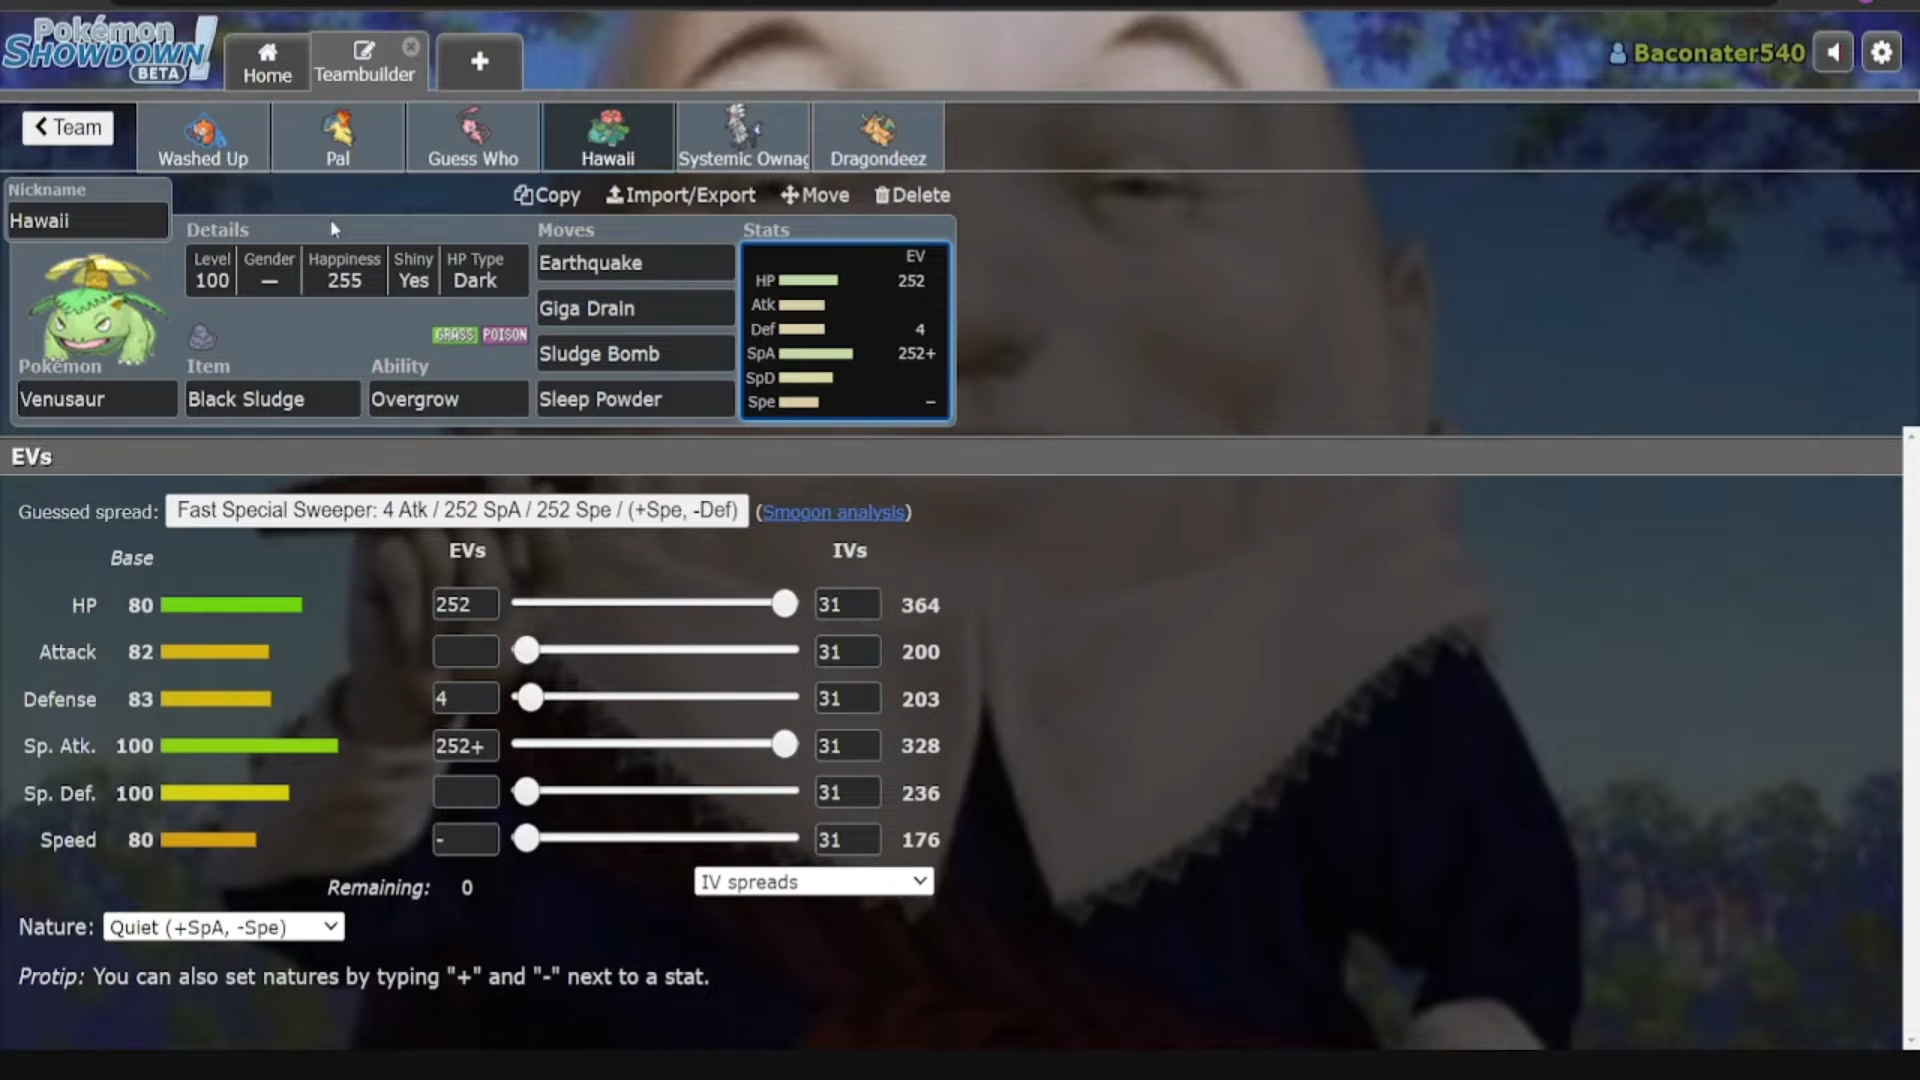 Pokémon
SHOWDOWN!
BETA
Home
Teambuilder
+
Baconater540
Team
Washed Up
Pal
Guess Who
Hawaii
Systemic Ownag
Dragondeez
Nickname
Hawaii
Copy
Import/Export
Move
Delete
Details
Moves
Stats
Level
Gender
Happiness
Shiny
HP Type
100
—
255
Yes
Dark
GRASS
POISON
Pokémon
Item
Ability
Venusaur
Black Sludge
Overgrow
Earthquake
Giga Drain
Sludge Bomb
Sleep Powder
EV
HP 252
Atk
Def 4
SpA 252+
SpD
Spe −
EVs
Guessed spread: Fast Special Sweeper: 4 Atk / 252 SpA / 252 Spe / (+Spe, -Def) (Smogon analysis)
Base EVs IVs
HP 80 252 31 364
Attack 82 31 200
Defense 83 4 31 203
Sp. Atk. 100 252+ 31 328
Sp. Def. 100 31 236
Speed 80 - 31 176
Remaining: 0
IV spreads
Nature: Quiet (+SpA, -Spe)
Protip: You can also set natures by typing "+" and "-" next to a stat.